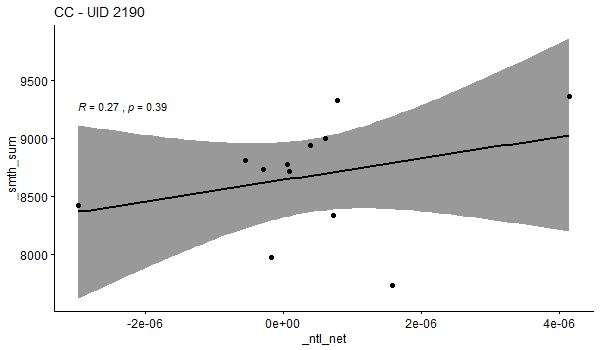 CC - UID 2190
R = 0.27 , p = 0.39
9500
9000
8500
8000
_smth_sum
-2e-06 0e+00 2e-06 4e-06
_ntl_net